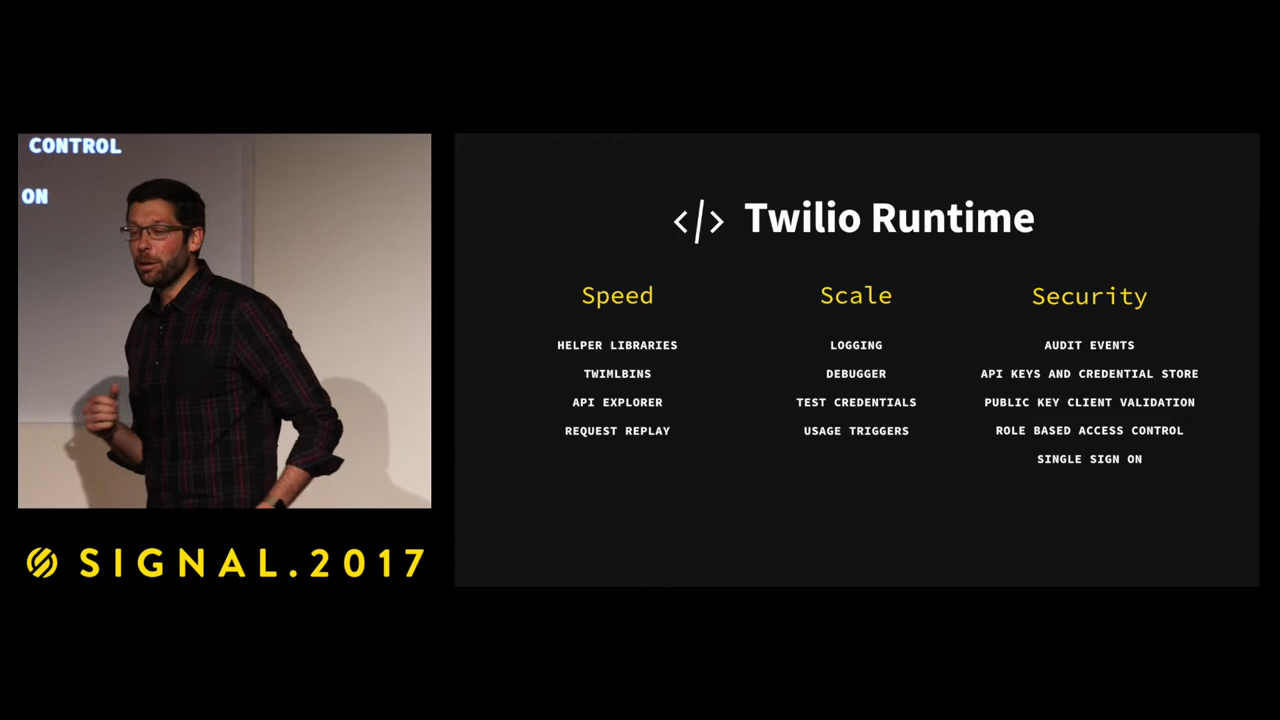 CONTROL
ON
SIGNAL.2017
</> Twilio Runtime
Speed
HELPER LIBRARIES
TWIMLBINS
API EXPLORER
REQUEST REPLAY
Scale
LOGGING
DEBUGGER
TEST CREDENTIALS
USAGE TRIGGERS
Security
AUDIT EVENTS
API KEYS AND CREDENTIAL STORE
PUBLIC KEY CLIENT VALIDATION
ROLE BASED ACCESS CONTROL
SINGLE SIGN ON